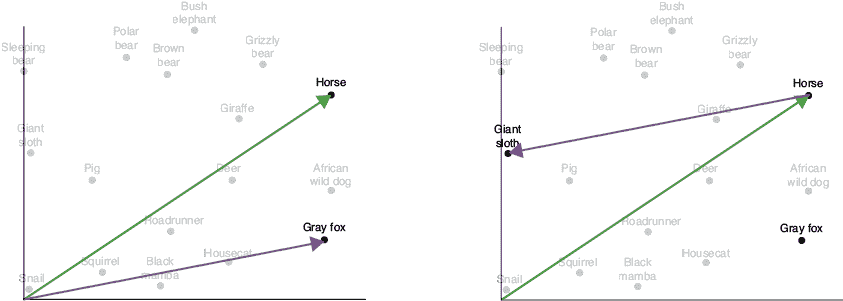 Bush
elephant
Polar
bear
Grizzly
bear
Sleeping
bear
Brown
bear
Horse
Giraffe
Giant
sloth
Pig
Deer
African
wild dog
Roadrunner
Gray fox
Housecat
Squirrel
Black
mamba
Snail
Bush
elephant
Polar
bear
Grizzly
bear
Sleeping
bear
Brown
bear
Horse
Giraffe
Giant
sloth
Pig
Deer
African
wild dog
Roadrunner
Gray fox
Housecat
Squirrel
Black
mamba
Snail